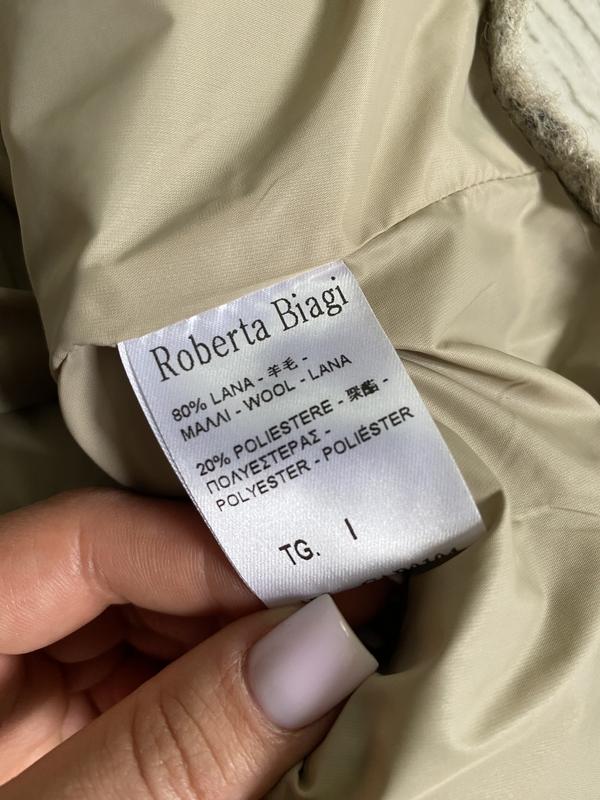 Roberta Biagi
80% LANA - 羊毛 -
ΜΑΛΛΙ - WOOL - LANA
20% POLIESTERE - 聚酯 -
ΠΟΛΥΕΣΤΕΡΑΣ -
POLYESTER - POLIÉSTER
TG. I